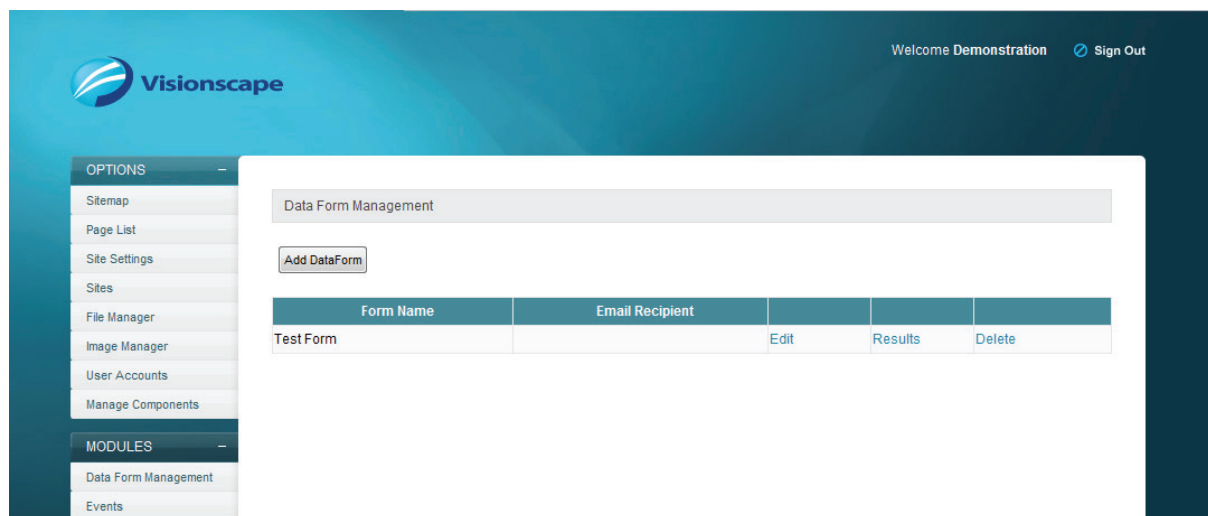 Welcome Demonstration Sign Out
Visionscape
OPTIONS –
Sitemap
Page List
Site Settings
Sites
File Manager
Image Manager
User Accounts
Manage Components
MODULES –
Data Form Management
Events
Data Form Management
Add DataForm
Form Name Email Recipient
Test Form Edit Results Delete